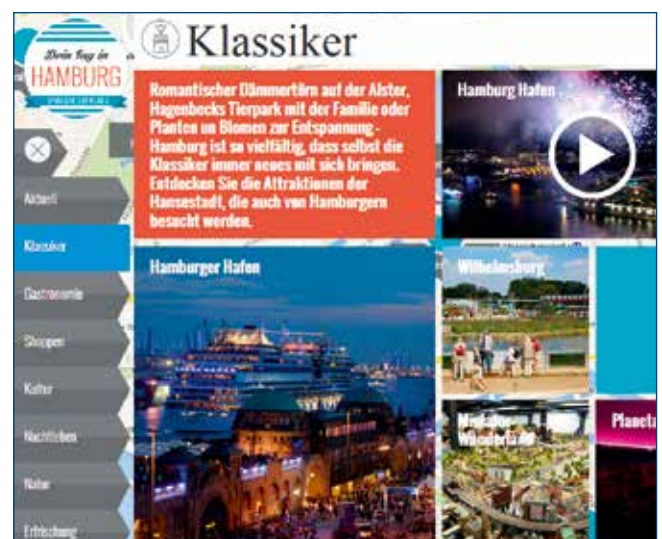 Dein Tag in
HAMBURG
Klassiker
Romantischer Dämmertörn auf der Alster,
Hagenbecks Tierpark mit der Familie oder
Planten un Blomen zur Entspannung -
Hamburg ist so vielfältig, dass selbst die
Klassiker immer neues mit sich bringen.
Entdecken Sie die Attraktionen der
Hansestadt, die auch von Hamburgern
besucht werden.
Hamburg Hafen
Aktuell
Klassiker
Gastronomie
Shoppen
Kultur
Nachtleben
Natur
Erfrischung
Hamburger Hafen
Wilhelmsburg
Miniatur
Wunderland
Planeta